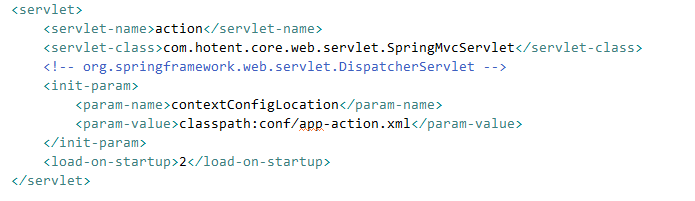 <servlet>
    <servlet-name>action</servlet-name>
    <servlet-class>com.hotent.core.web.servlet.SpringMvcServlet</servlet-class>
    <!-- org.springframework.web.servlet.DispatcherServlet -->
    <init-param>
        <param-name>contextConfigLocation</param-name>
        <param-value>classpath:conf/app-action.xml</param-value>
    </init-param>
    <load-on-startup>2</load-on-startup>
</servlet>